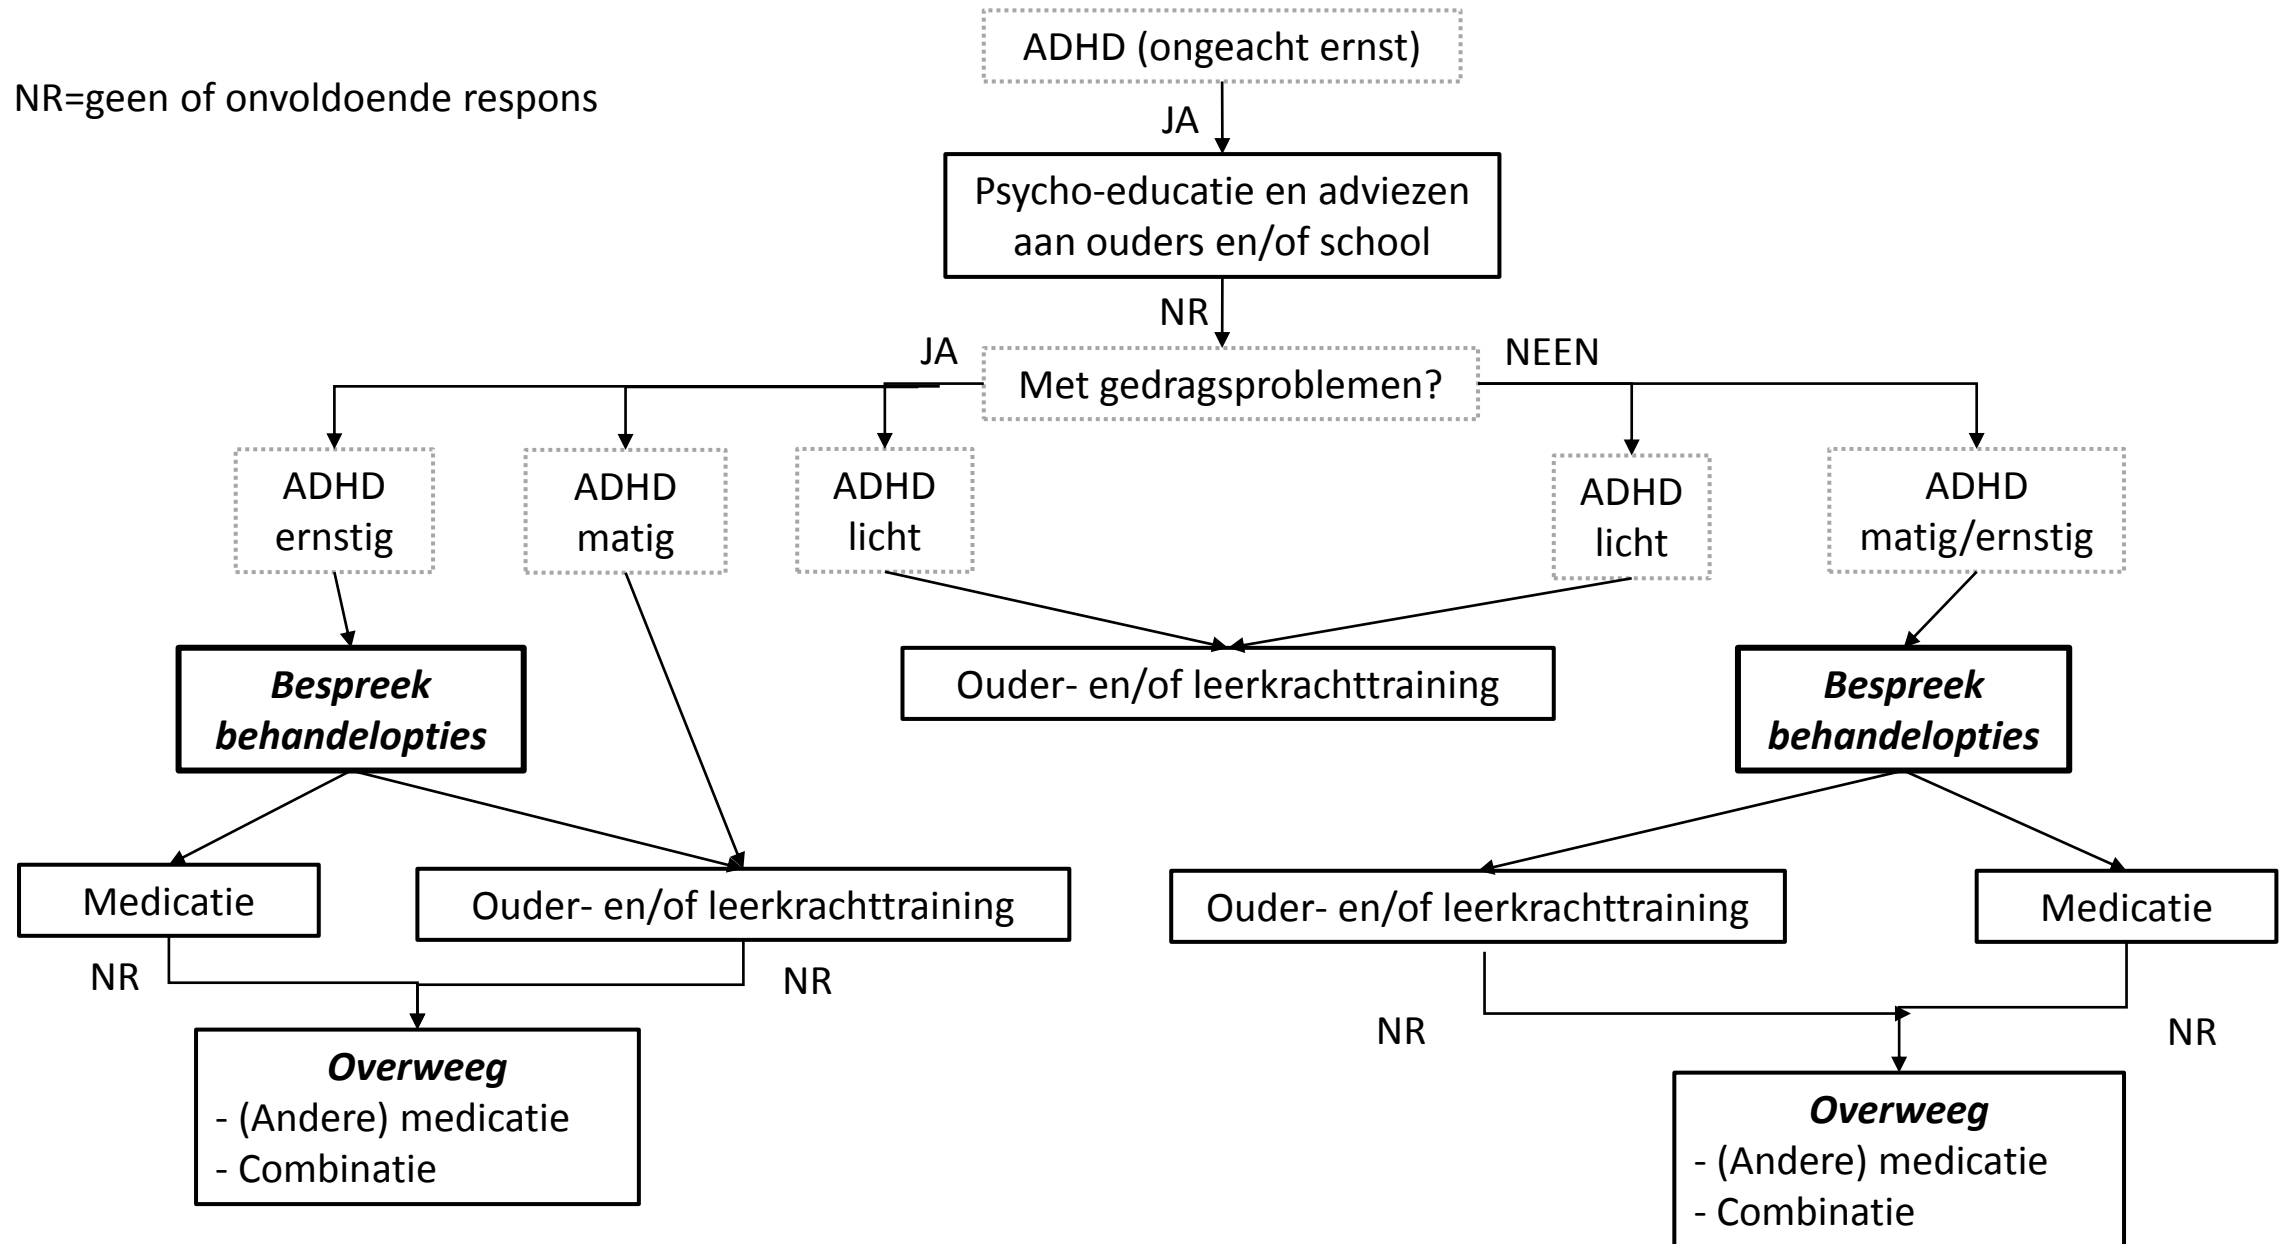 ADHD (ongeacht ernst)
NR=geen of onvoldoende respons
JA
Psycho-educatie en adviezen
aan ouders en/of school
NR
JA
NEEN
Met gedragsproblemen?
ADHD
ernstig
ADHD
matig
ADHD
licht
ADHD
licht
ADHD
matig/ernstig
Bespreek
behandelopties
Ouder- en/of leerkrachttraining
Bespreek
behandelopties
Medicatie
Ouder- en/of leerkrachttraining
Ouder- en/of leerkrachttraining
Medicatie
NR
NR
NR
NR
Overweeg
- (Andere) medicatie
- Combinatie
Overweeg
- (Andere) medicatie
- Combinatie